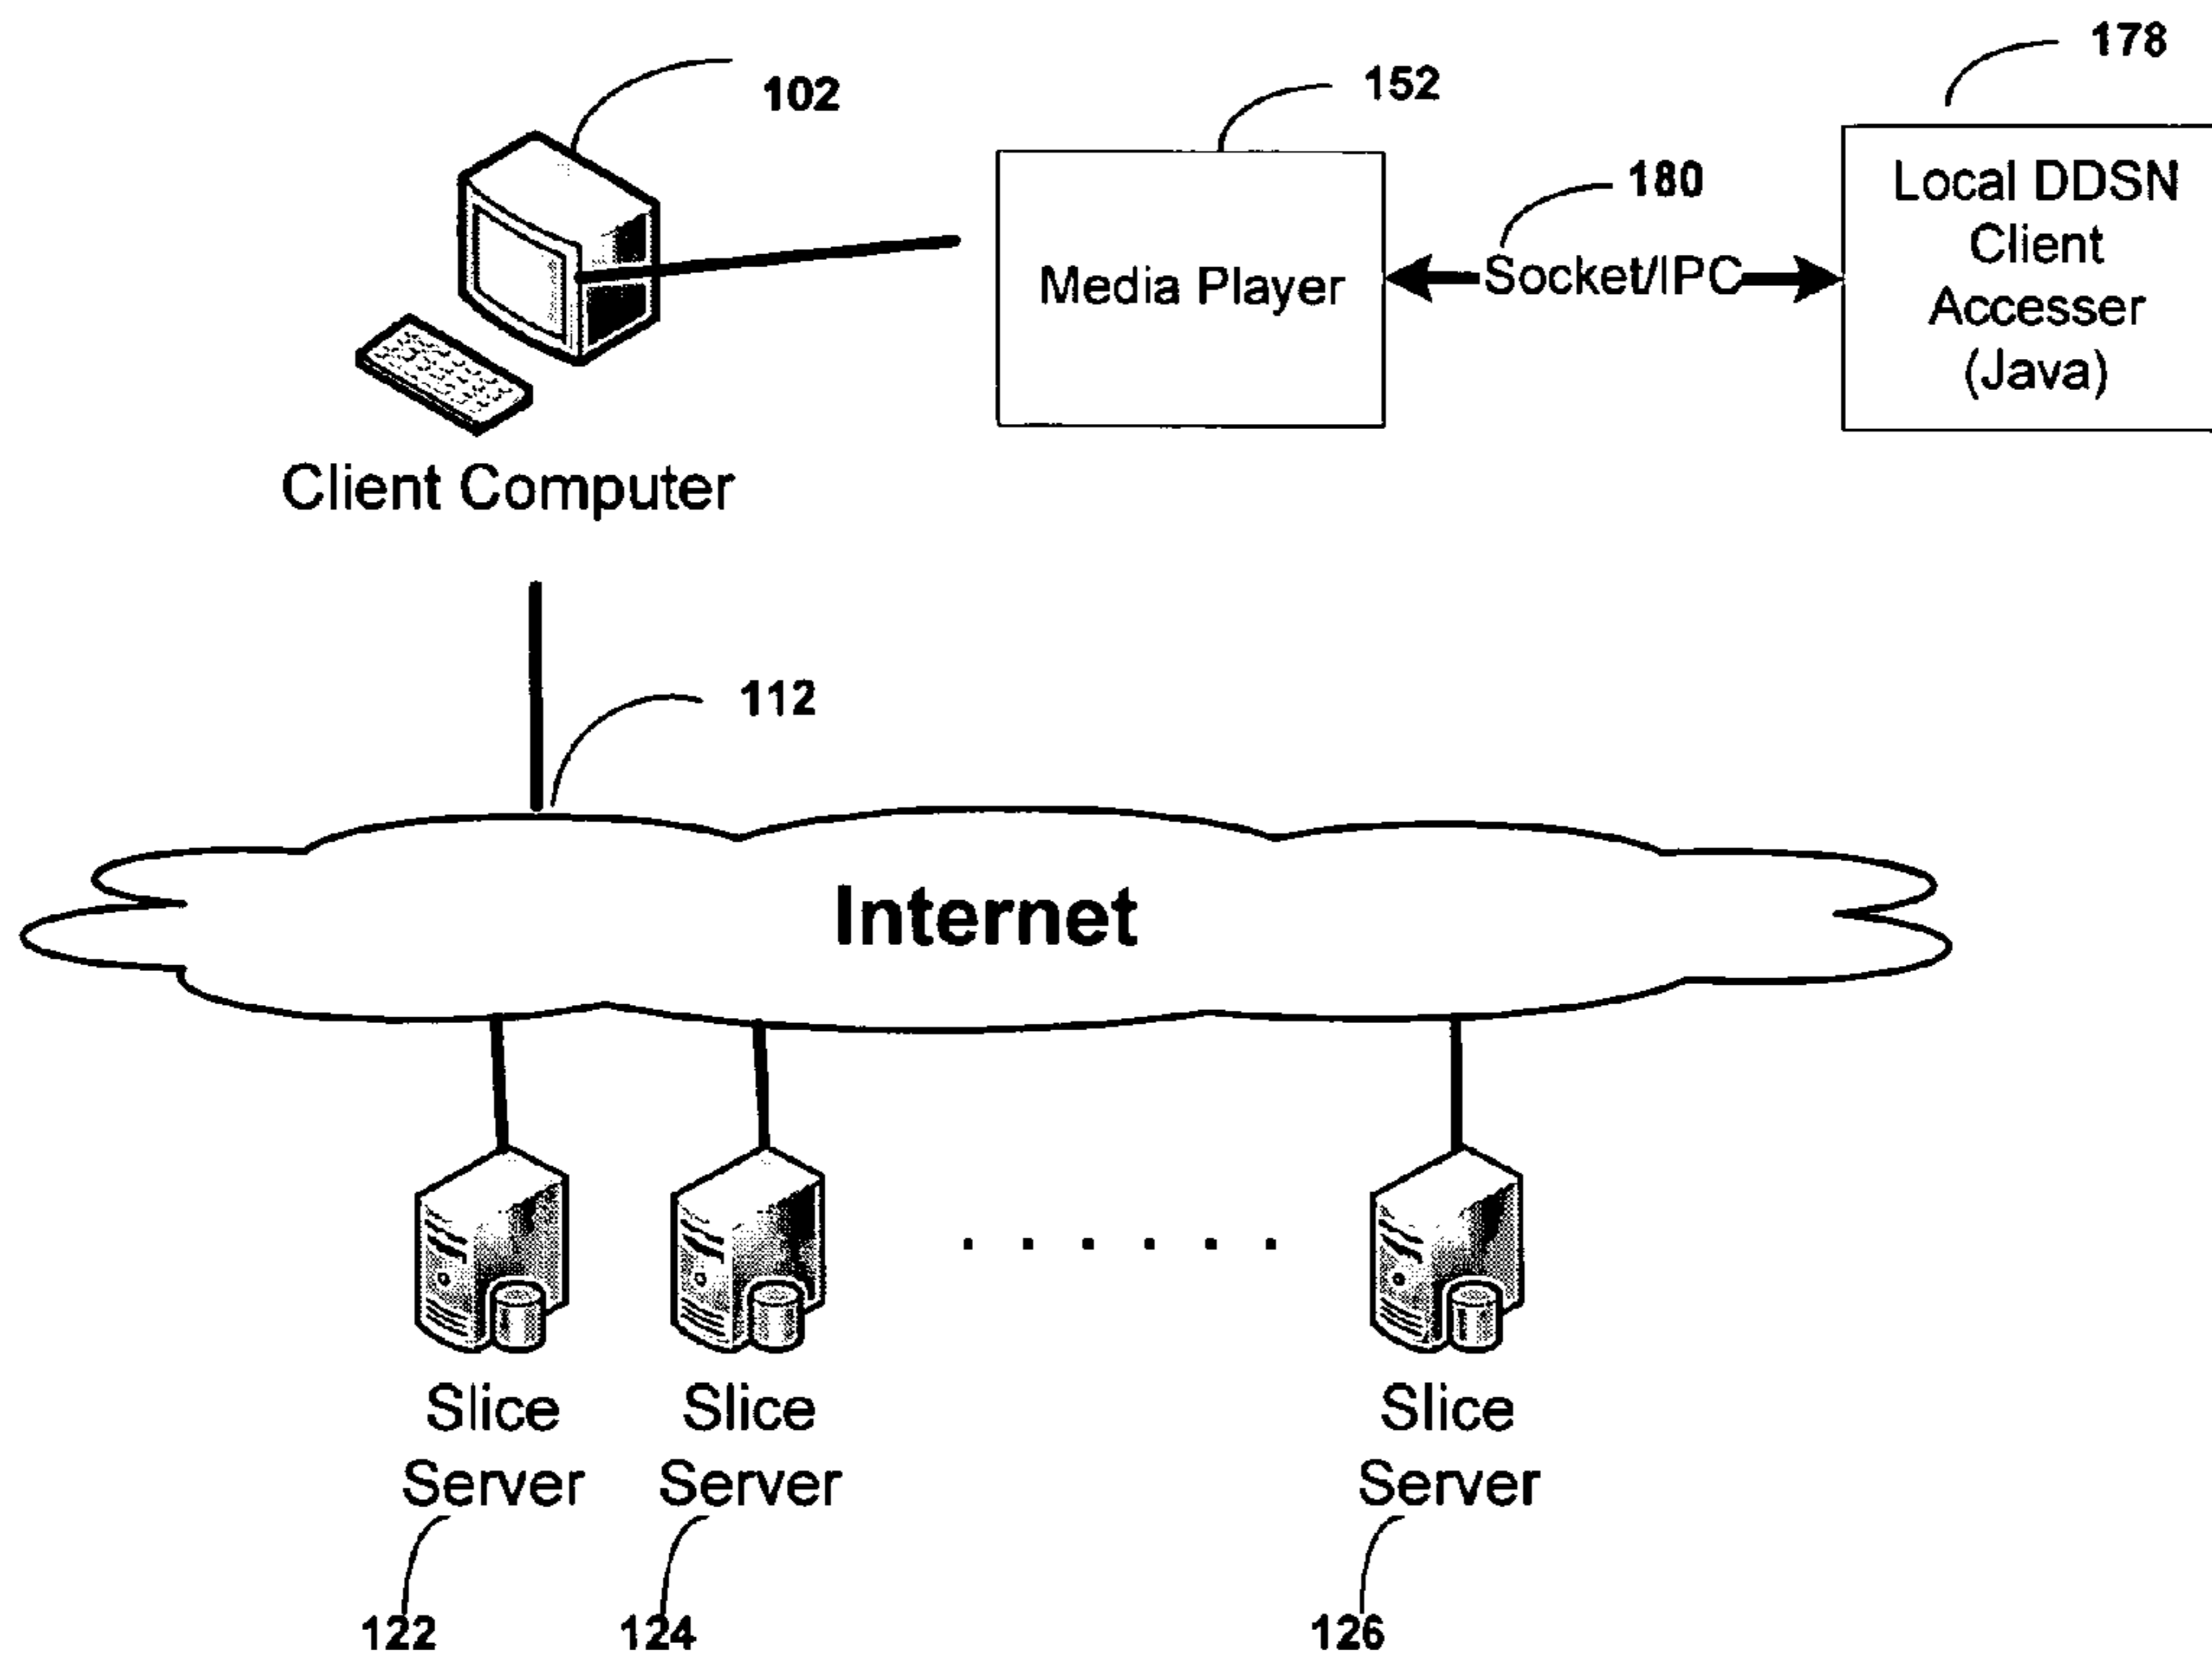 178
152
102
180
Local DDSN
Client
Accesser
(Java)
Media Player
Socket/IPC
Client Computer
112
Internet
Slice
Server
Slice
Server
Slice
Server
122
124
126